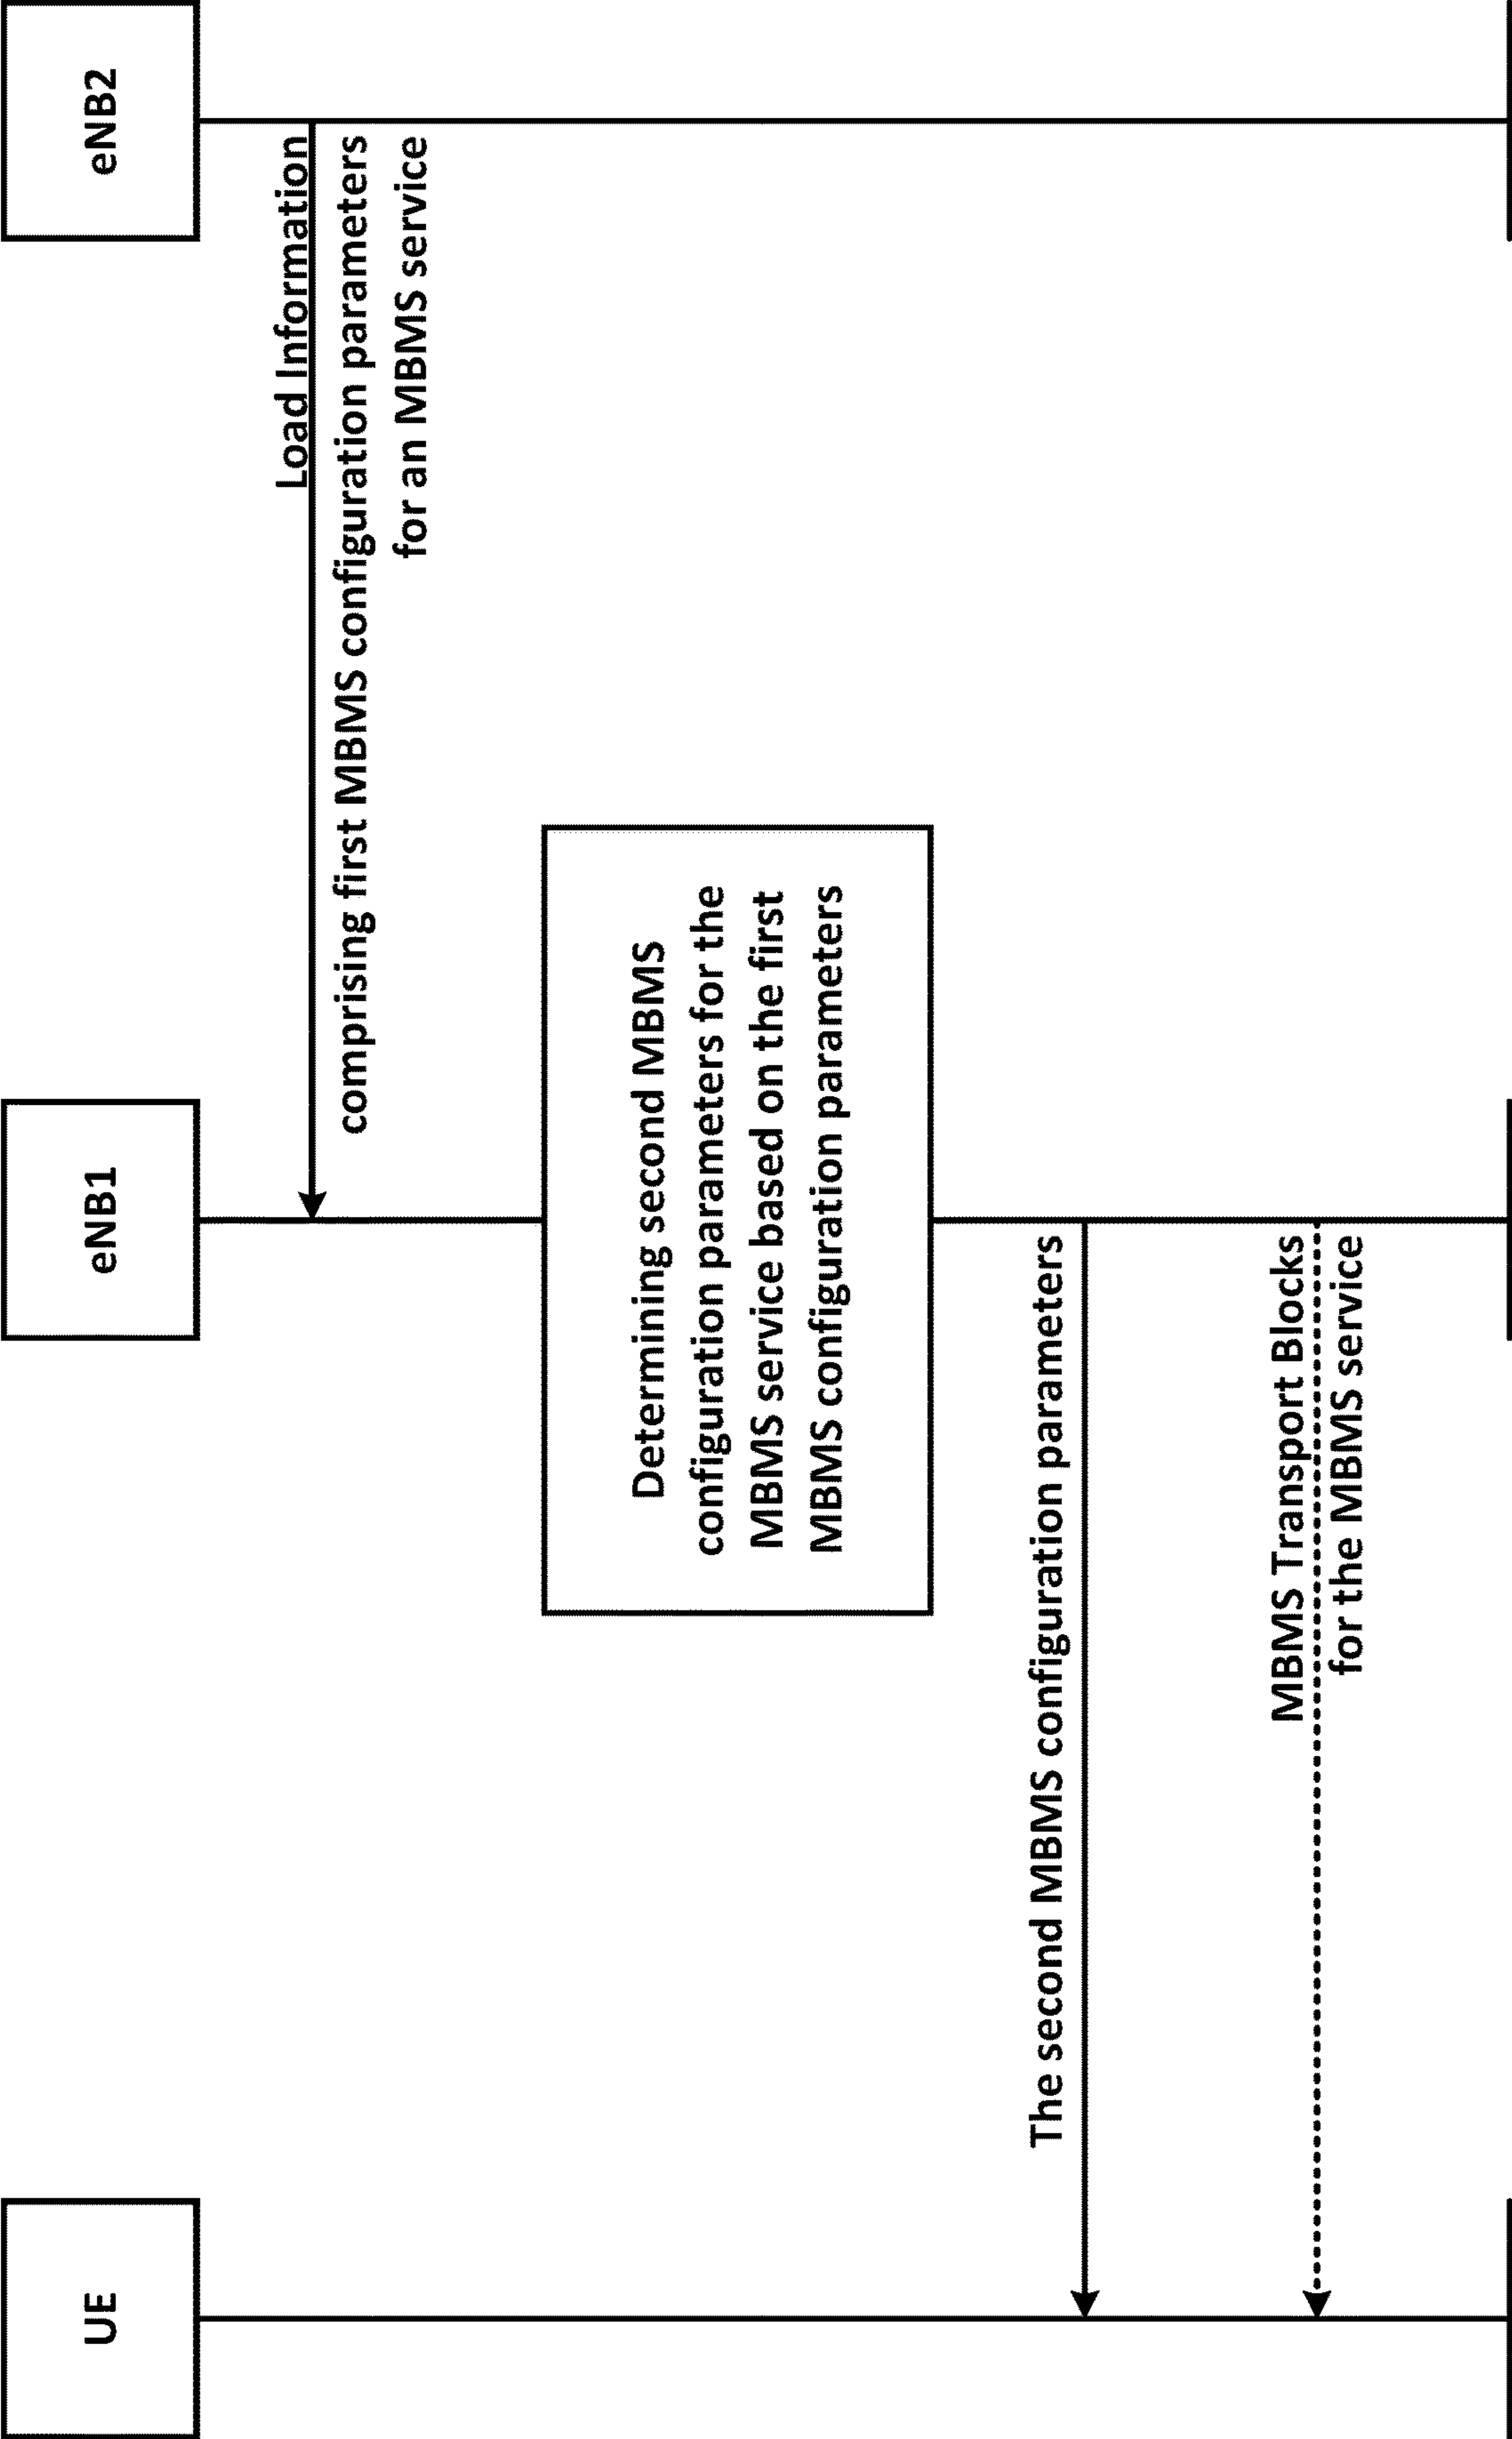 UE
eNB1
eNB2
Load Information
comprising first MBMS configuration parameters
for an MBMS service
Determining second MBMS
configuration parameters for the
MBMS service based on the first
MBMS configuration parameters
The second MBMS configuration parameters
MBMS Transport Blocks
for the MBMS service